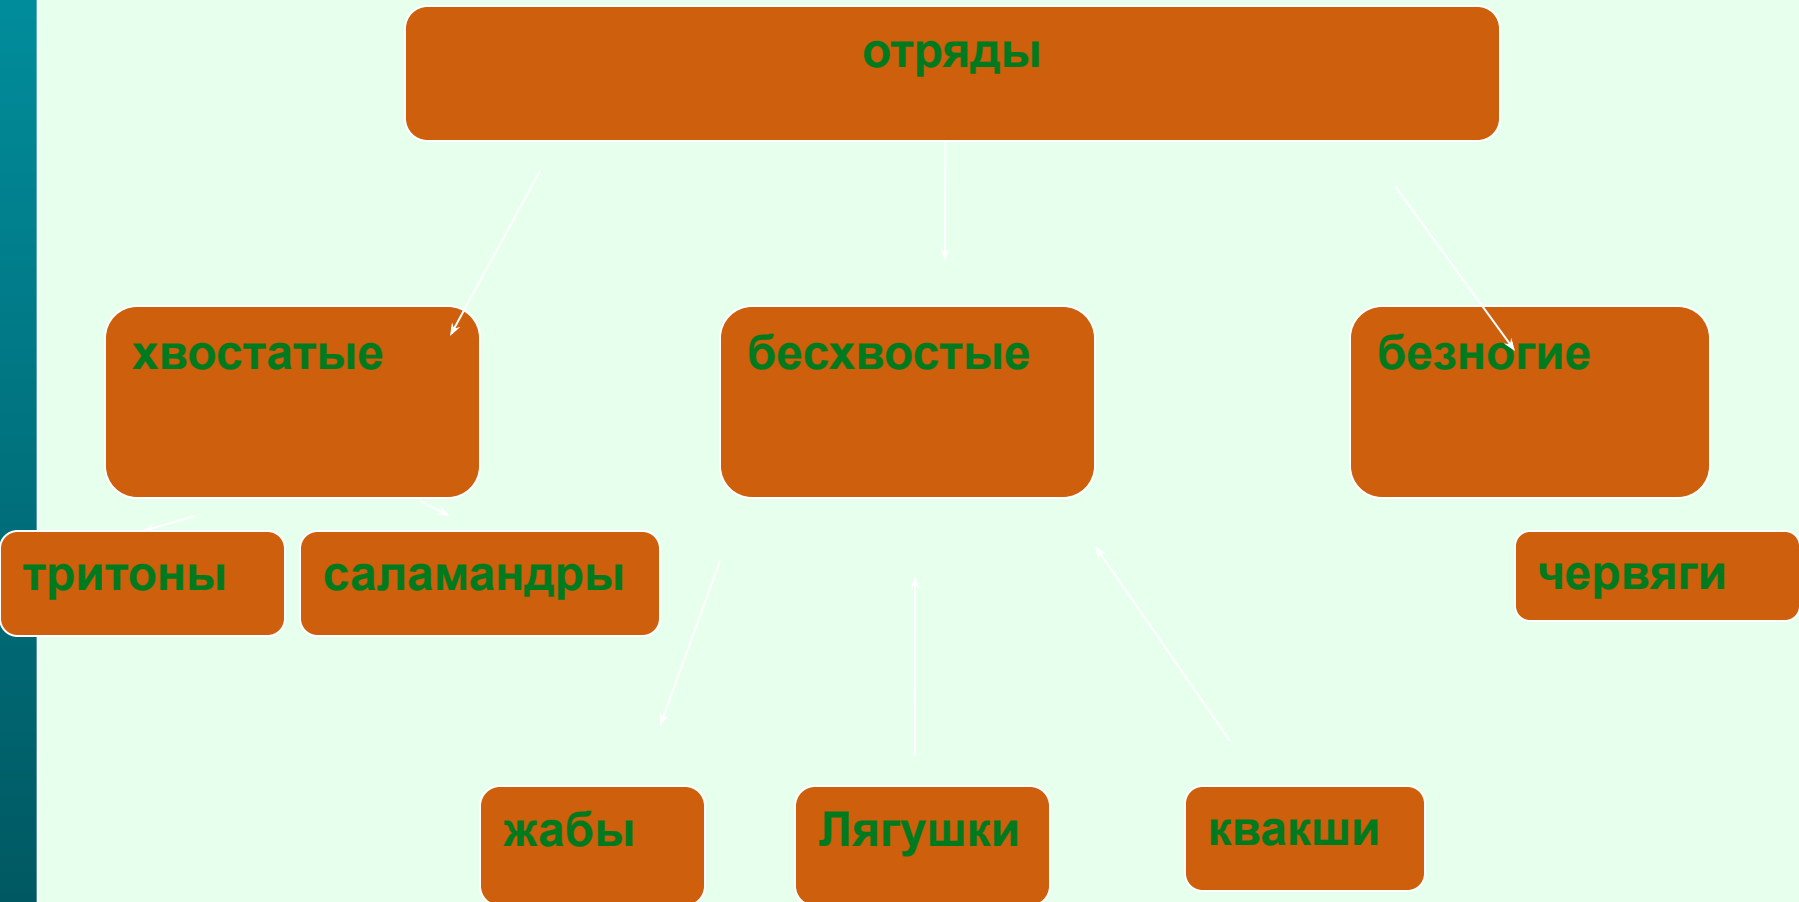 отряды
хвостатые
бесхвостые
безногие
тритоны
саламандры
червяги
жабы
Лягушки
квакши